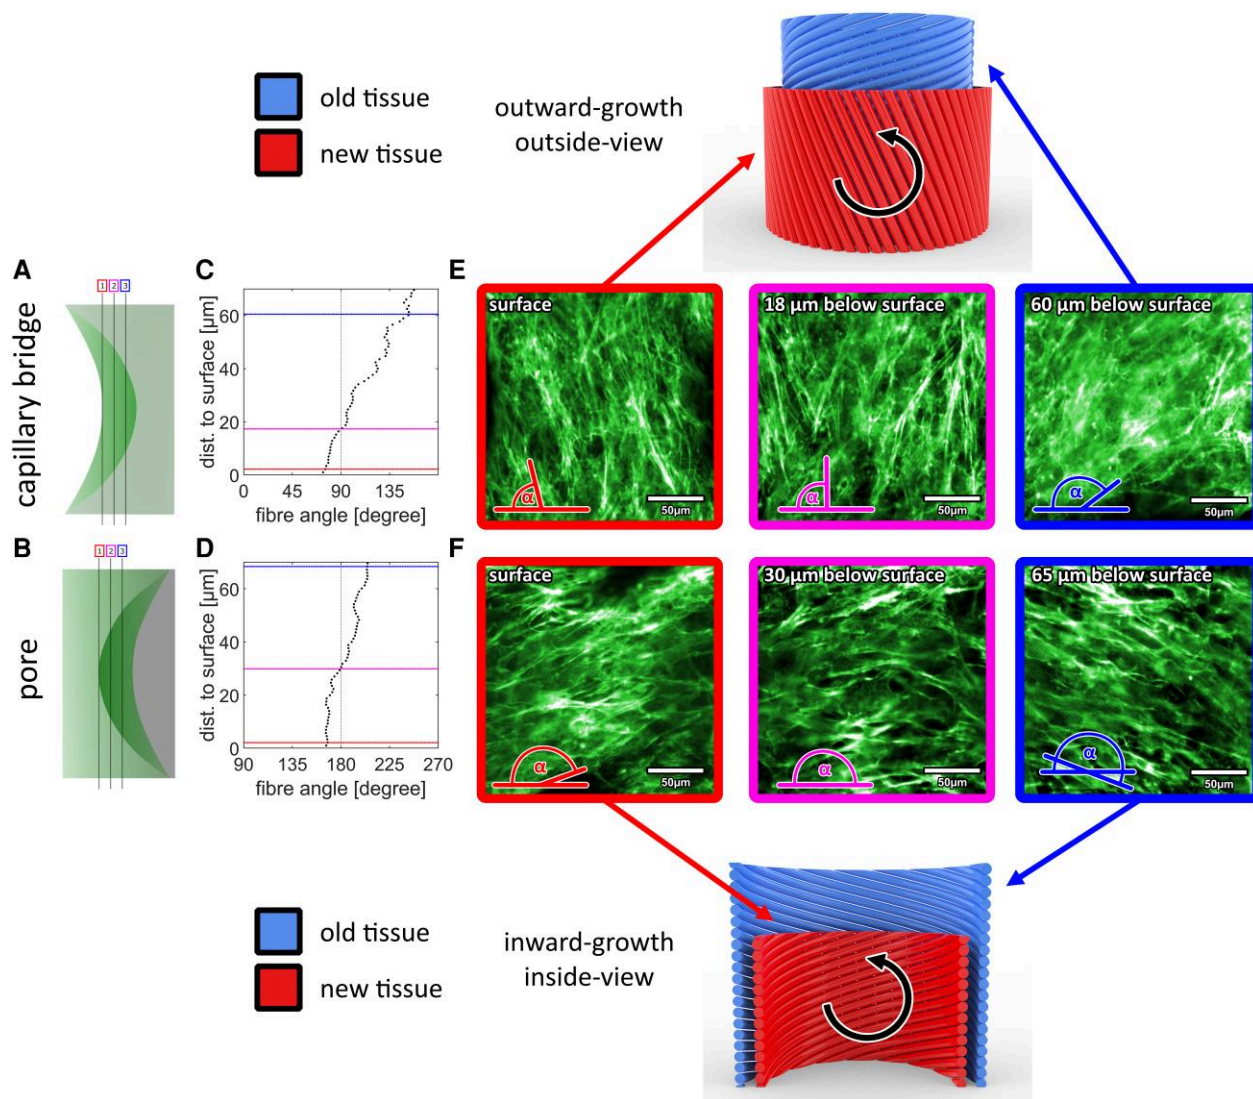 old tissue
new tissue
outward-growth
outside-view
A
1 2 3
capillary bridge
C
dist. to surface [µm]
60
40
20
0
0 45 90 135
fibre angle [degree]
E
surface
α
50µm
18 µm below surface
α
50µm
60 µm below surface
α
50µm
B
1 2 3
pore
D
dist. to surface [µm]
60
40
20
0
90 135 180 225 270
fibre angle [degree]
F
surface
α
50µm
30 µm below surface
α
50µm
65 µm below surface
α
50µm
old tissue
new tissue
inward-growth
inside-view